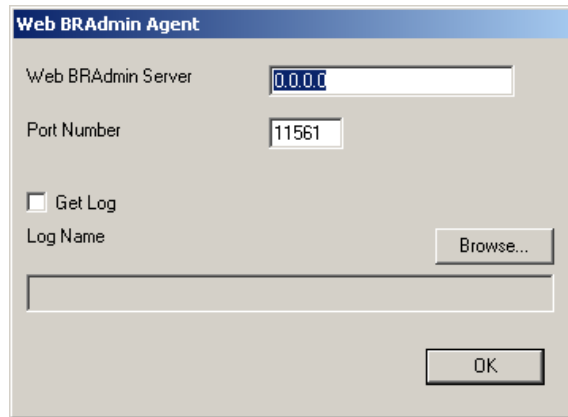 Web BRAdmin Agent
Web BRAdmin Server 0.0.0.0
Port Number 11561
Get Log
Log Name
Browse...
OK